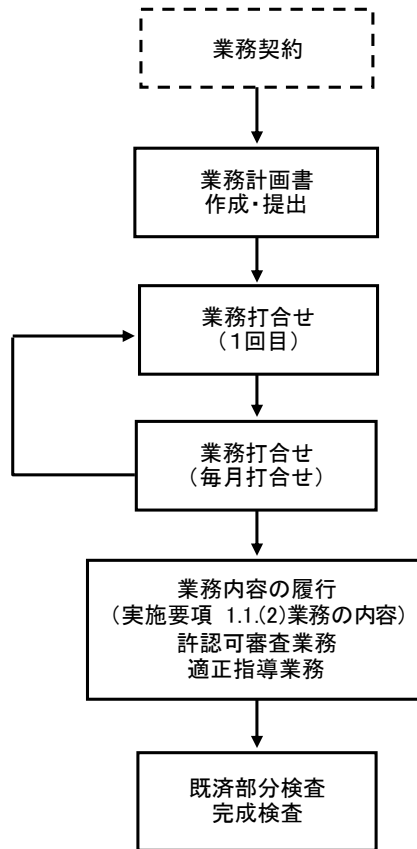 業務契約
業務計画書
作成・提出
業務打合せ
（1回目）
業務打合せ
（毎月打合せ）
業務内容の履行
（実施要項 1.1.(2)業務の内容）
許認可審査業務
適正指導業務
既済部分検査
完成検査